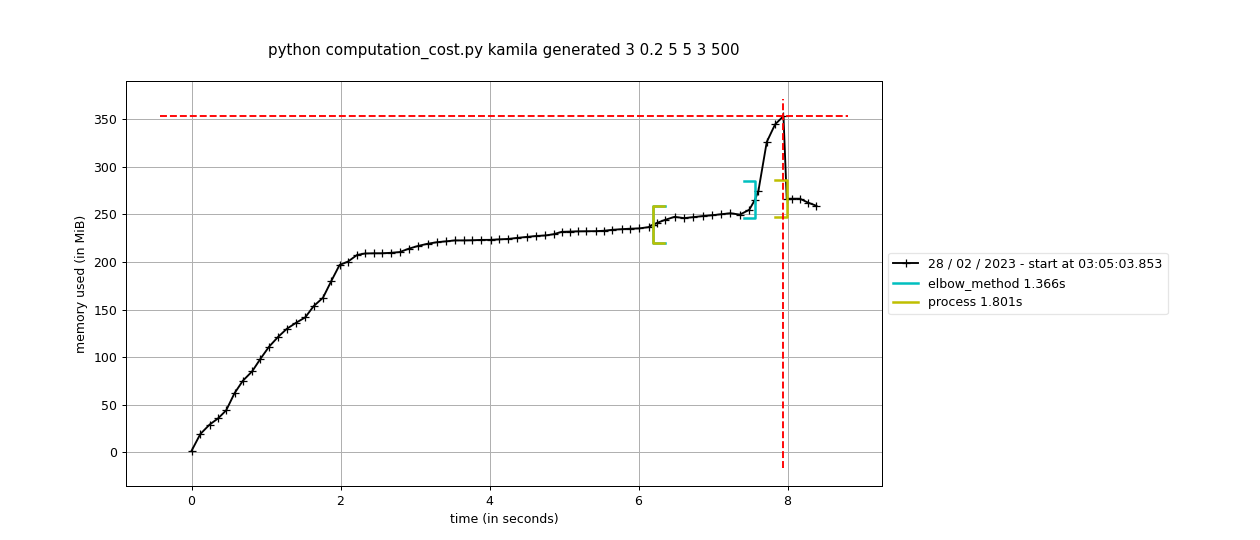 python computation_cost.py kamila generated 3 0.2 5 5 3 500
350
300
250
200
150
100
50
0
memory used (in MiB)
0 2 4 6 8
time (in seconds)
28 / 02 / 2023 - start at 03:05:03.853
elbow_method 1.366s
process 1.801s